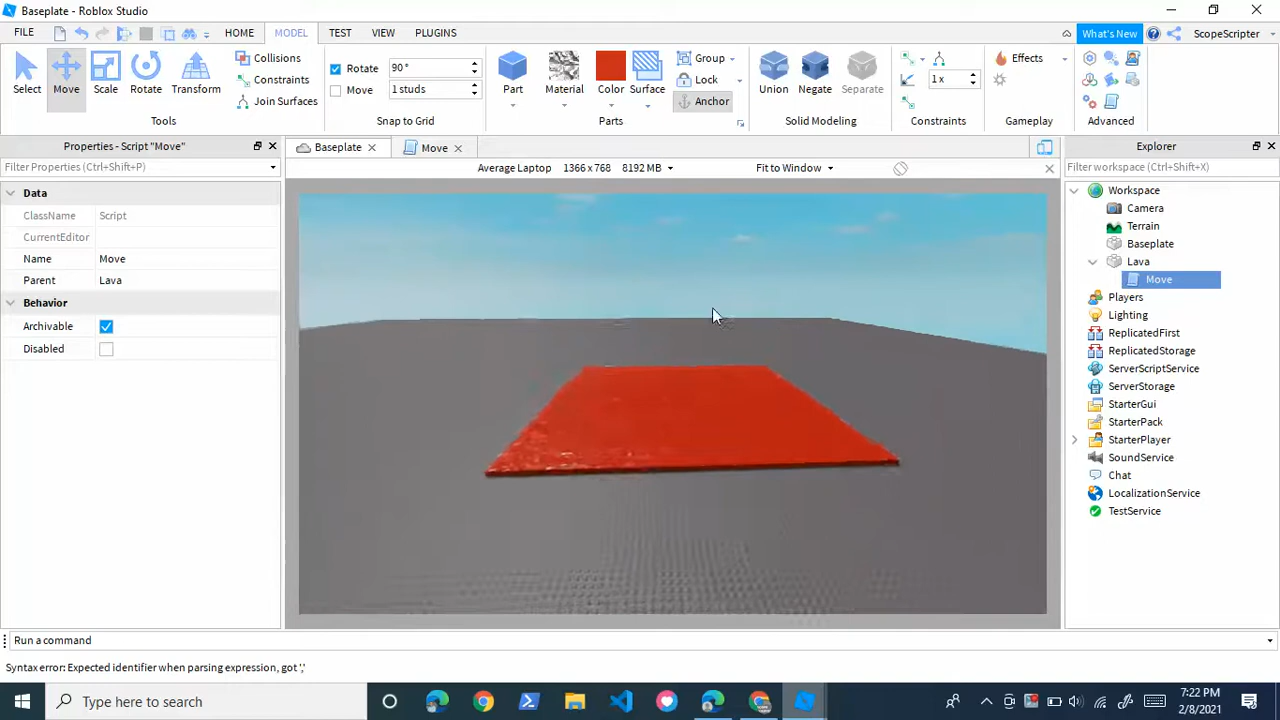 Baseplate - Roblox Studio
FILE HOME MODEL TEST VIEW PLUGINS What's New ScopeScripter
Select Move Scale Rotate Transform
Collisions
Constraints
Join Surfaces
Tools
Rotate 90°
Move 1 studs
Snap to Grid
Part Material Color Surface
Group
Lock
Anchor
Parts
Union Negate Separate
Solid Modeling
1 x
Constraints
Effects
Gameplay
Advanced
Properties - Script "Move"
Filter Properties (Ctrl+Shift+P)
Data
ClassName Script
CurrentEditor
Name Move
Parent Lava
Behavior
Archivable
Disabled
Baseplate Move
Average Laptop 1366 x 768 8192 MB Fit to Window
Explorer
Filter workspace (Ctrl+Shift+X)
Workspace
Camera
Terrain
Baseplate
Lava
Move
Players
Lighting
ReplicatedFirst
ReplicatedStorage
ServerScriptService
ServerStorage
StarterGui
StarterPack
StarterPlayer
SoundService
Chat
LocalizationService
TestService
Run a command
Syntax error: Expected identifier when parsing expression, got ','
Type here to search
7:22 PM
2/8/2021